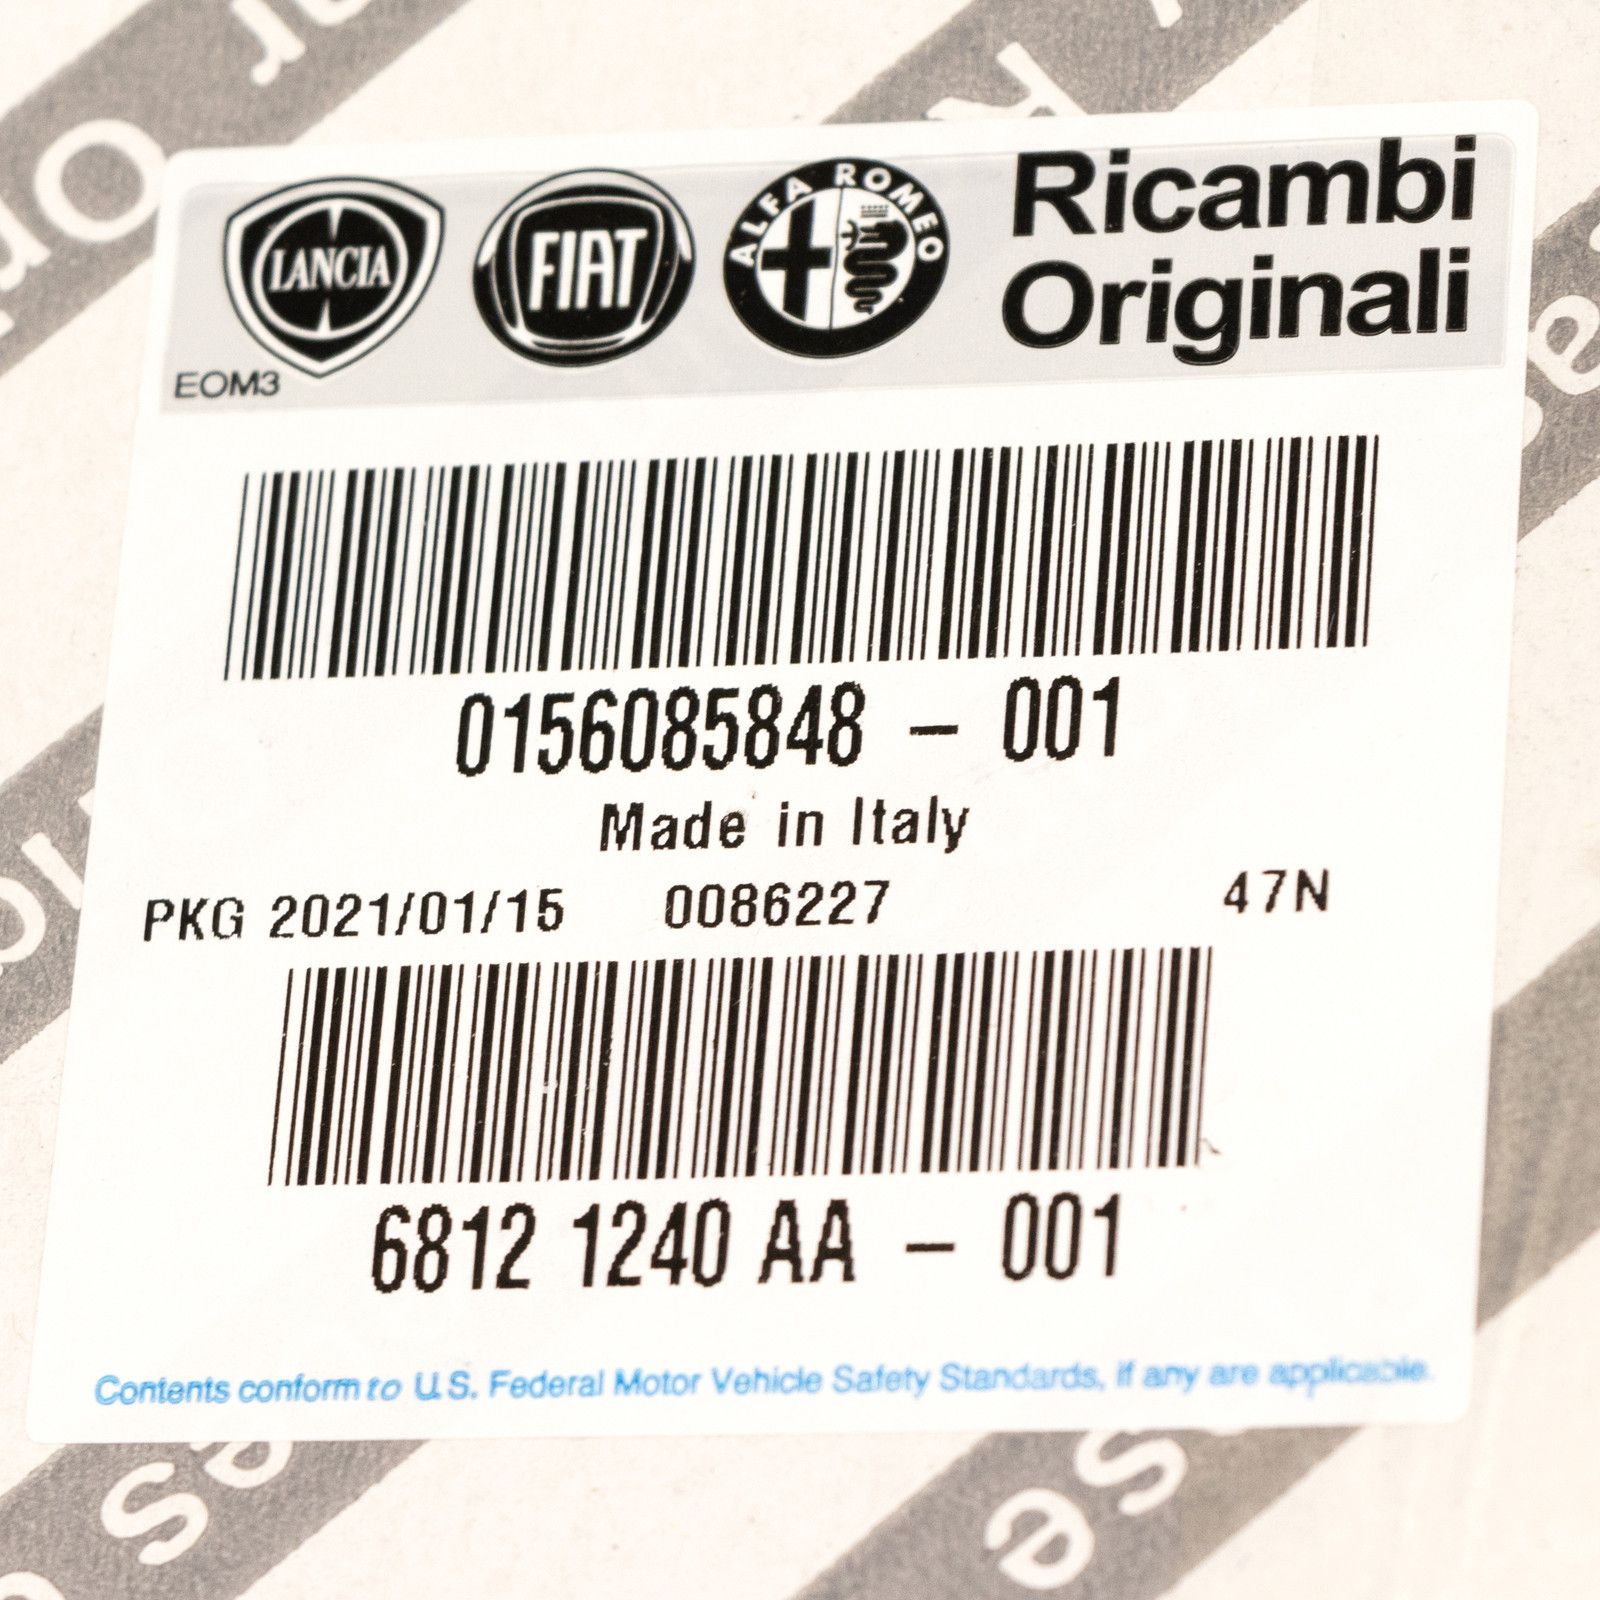 LANCIA
FIAT
ALFA ROMEO
Ricambi
Originali
EOM3
0156085848 - 001
Made in Italy
PKG 2021/01/15 0086227 47N
6812 1240 AA - 001
Contents conform to U.S. Federal Motor Vehicle Safety Standards, if any are applicable.